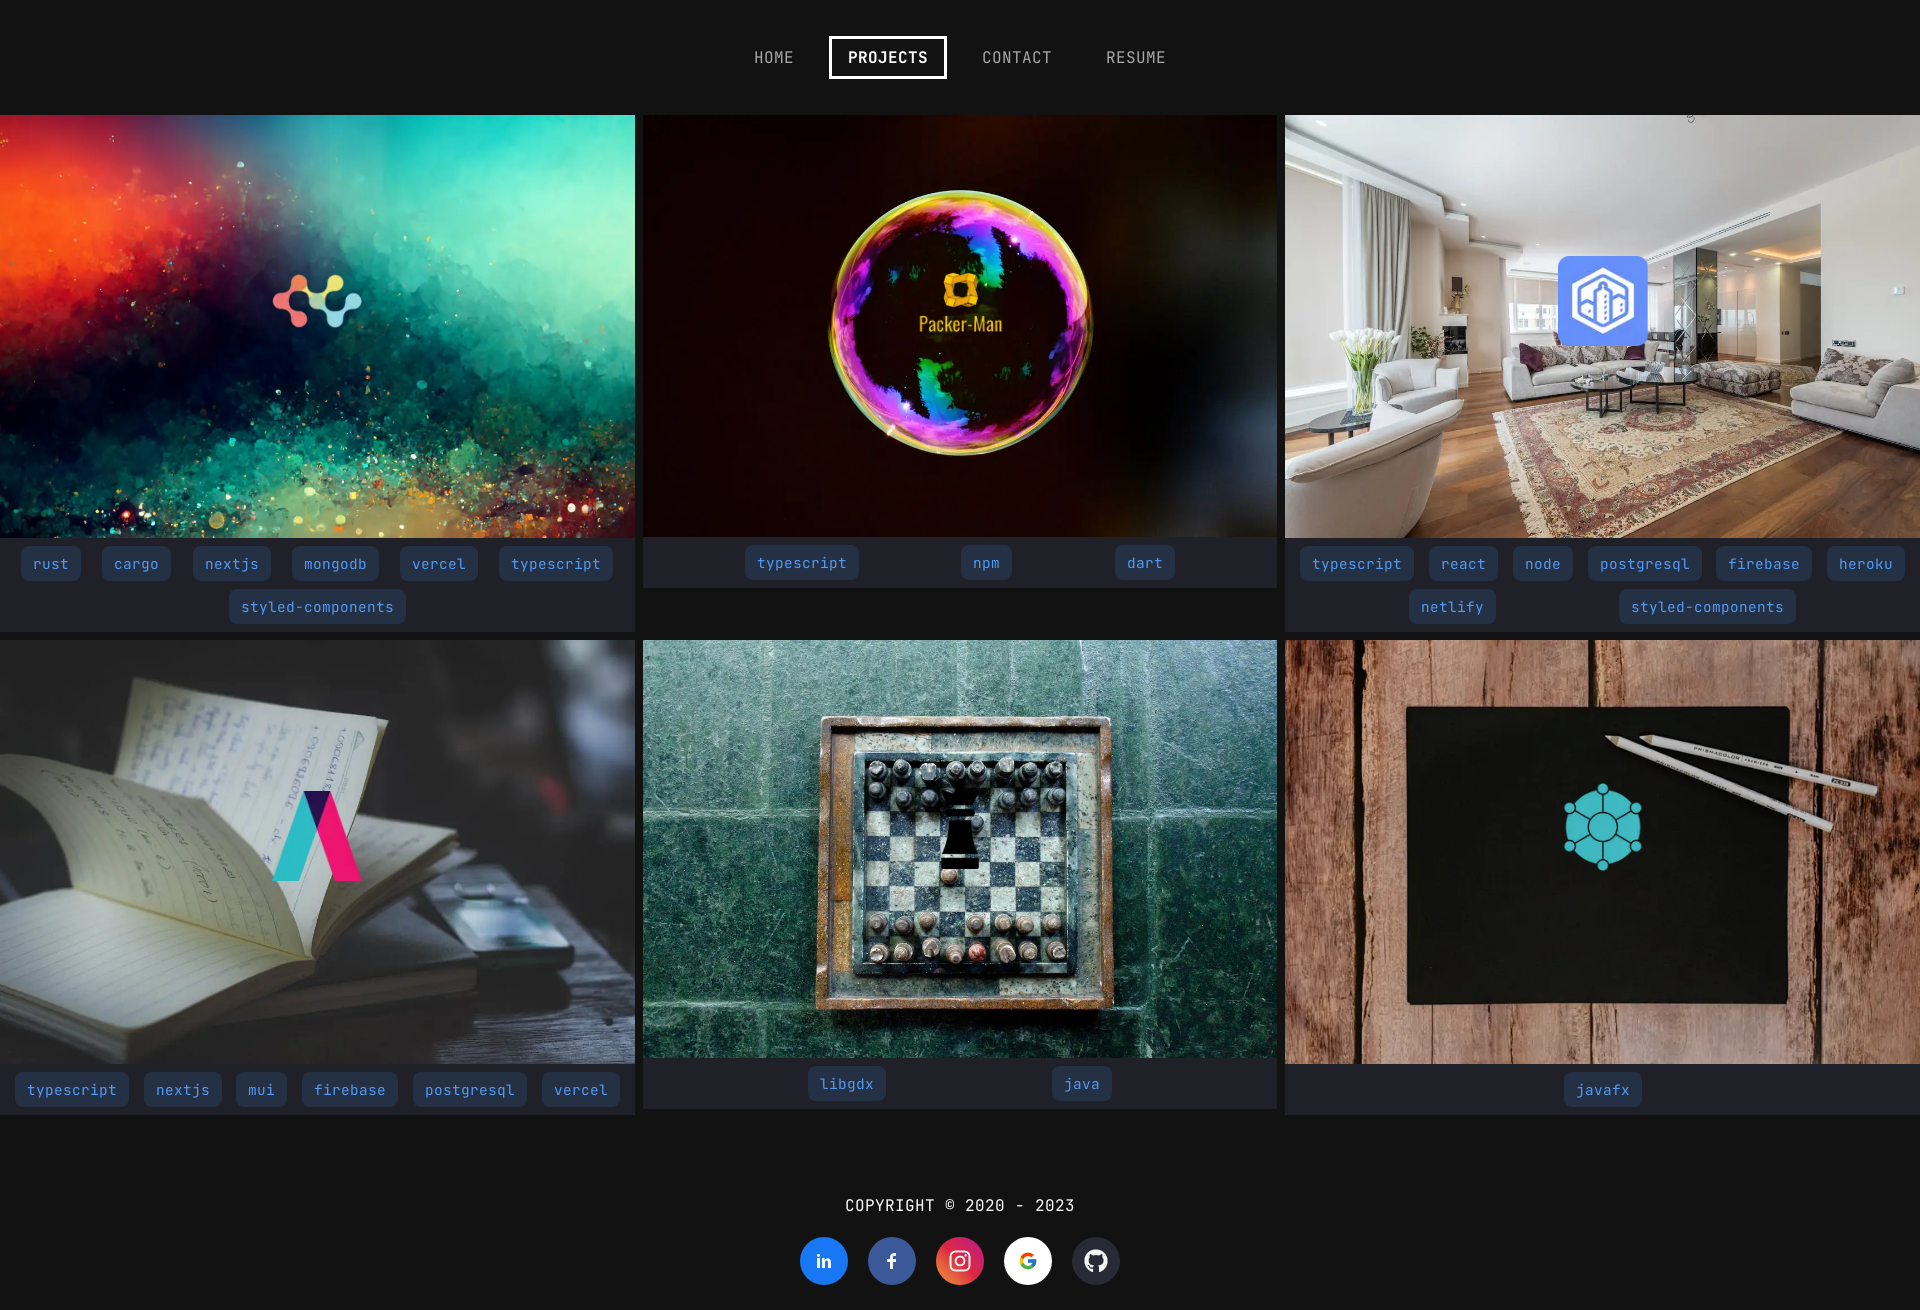 HOME PROJECTS CONTACT RESUME
Packer-Man
rust cargo nextjs mongodb vercel typescript
styled-components
typescript npm dart
typescript react node postgresql firebase heroku
netlify styled-components
PRISMACOLOR
typescript nextjs mui firebase postgresql vercel
libgdx java
javafx
COPYRIGHT © 2020 - 2023
in
f
G